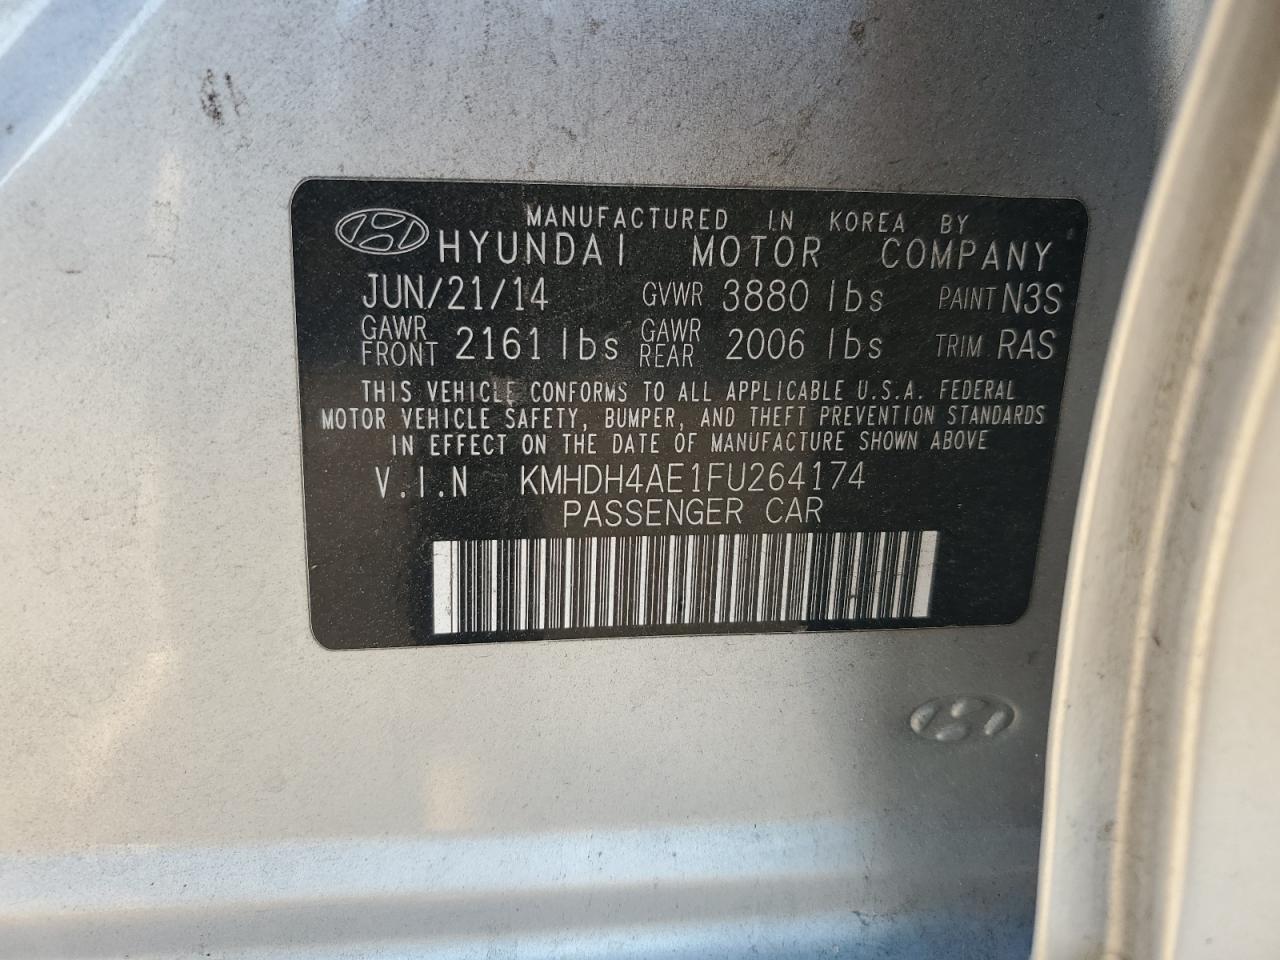 MANUFACTURED IN KOREA BY
HYUNDAI MOTOR COMPANY
JUN/21/14 GVWR 3880 lbs PAINT N3S
GAWR FRONT 2161 lbs GAWR REAR 2006 lbs TRIM RAS
THIS VEHICLE CONFORMS TO ALL APPLICABLE U.S.A. FEDERAL
MOTOR VEHICLE SAFETY, BUMPER, AND THEFT PREVENTION STANDARDS
IN EFFECT ON THE DATE OF MANUFACTURE SHOWN ABOVE
V.I.N KMHDH4AE1FU264174
PASSENGER CAR